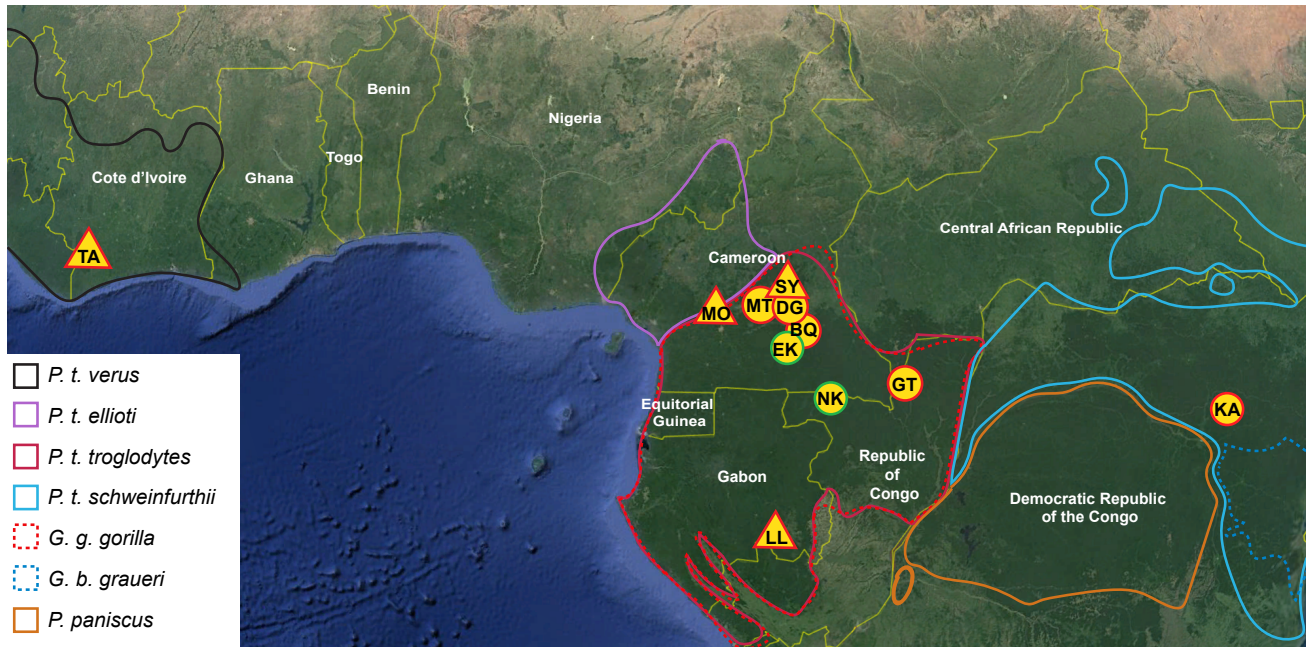 Benin
Nigeria
Togo
Cote d'Ivoire
Ghana
Central African Republic
TA
Cameroon
SY
MO
MT
DG
BQ
EK
GT
NK
KA
Equitorial
Guinea
Gabon
Republic
of
Congo
Democratic Republic
of the Congo
LL
P. t. verus
P. t. ellioti
P. t. troglodytes
P. t. schweinfurthii
G. g. gorilla
G. b. graueri
P. paniscus